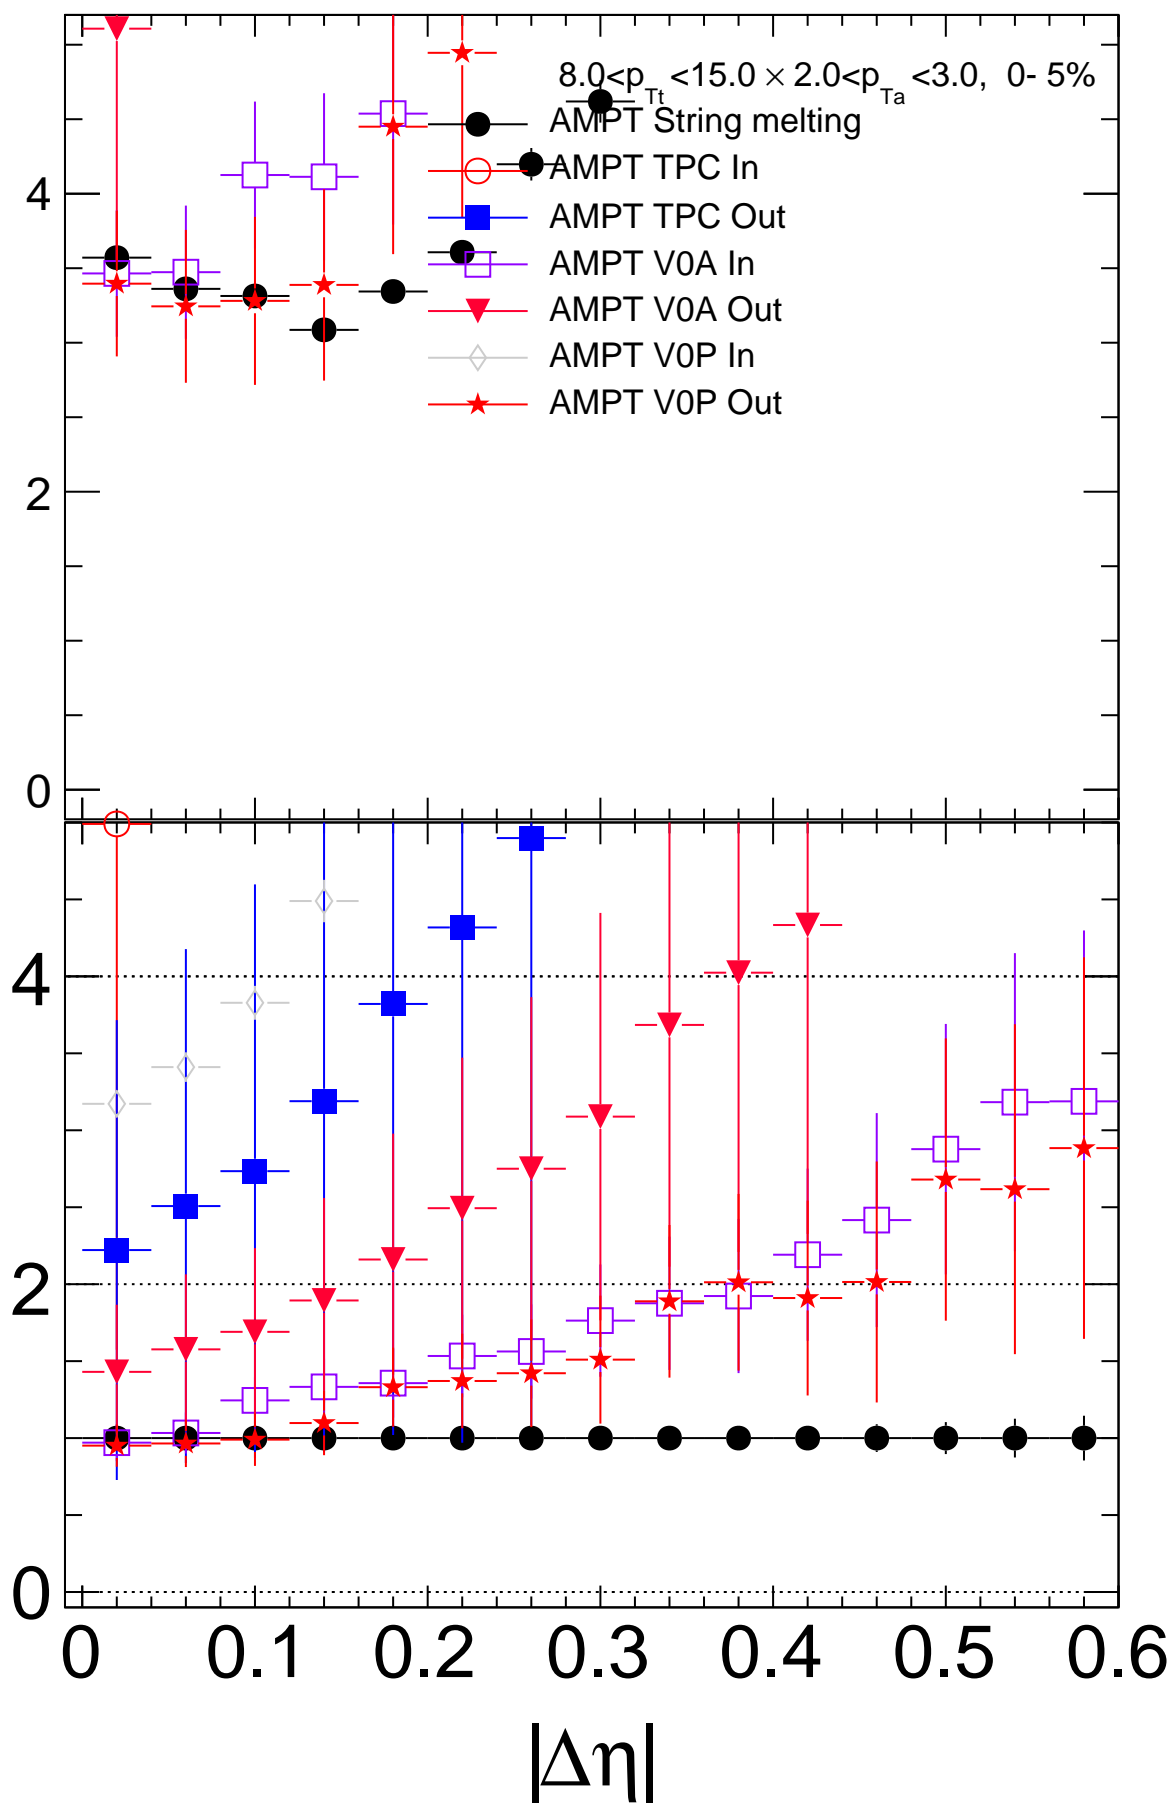 8.0<p_Tt <15.0 × 2.0<p_Ta <3.0, 0- 5%
AMPT String melting
AMPT TPC In
AMPT TPC Out
AMPT V0A In
AMPT V0A Out
AMPT V0P In
AMPT V0P Out
4
2
0
4
2
0
0 0.1 0.2 0.3 0.4 0.5 0.6
|Δη|